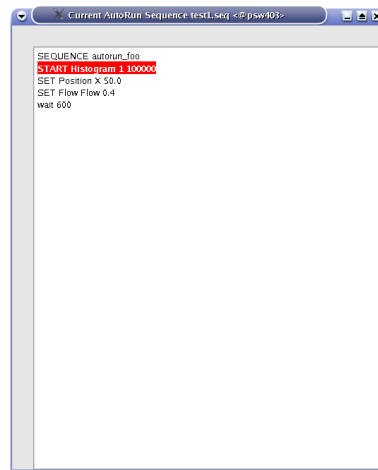 Current AutoRun Sequence test1.seq <@psw403>
SEQUENCE autorun_foo
START Histogram 1 100000
SET Position X 50.0
SET Flow Flow 0.4
wait 600